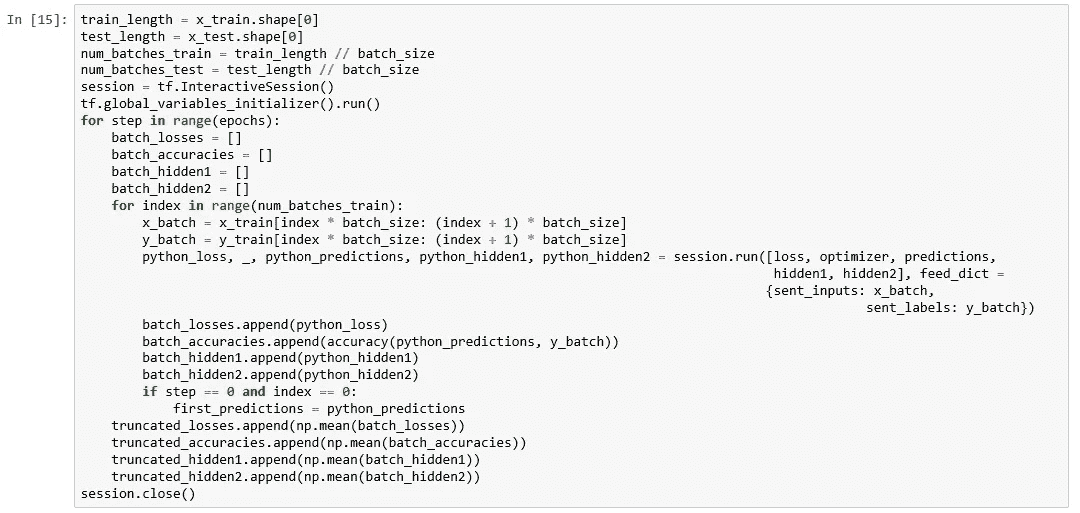 In [15]: train_length = x_train.shape[0]
test_length = x_test.shape[0]
num_batches_train = train_length // batch_size
num_batches_test = test_length // batch_size
session = tf.InteractiveSession()
tf.global_variables_initializer().run()
for step in range(epochs):
    batch_losses = []
    batch_accuracies = []
    batch_hidden1 = []
    batch_hidden2 = []
    for index in range(num_batches_train):
        x_batch = x_train[index * batch_size: (index + 1) * batch_size]
        y_batch = y_train[index * batch_size: (index + 1) * batch_size]
        python_loss, _, python_predictions, python_hidden1, python_hidden2 = session.run([loss, optimizer, predictions,
                                                                                          hidden1, hidden2], feed_dict =
                                                                                         {sent_inputs: x_batch,
                                                                                                      sent_labels: y_batch})
        batch_losses.append(python_loss)
        batch_accuracies.append(accuracy(python_predictions, y_batch))
        batch_hidden1.append(python_hidden1)
        batch_hidden2.append(python_hidden2)
        if step == 0 and index == 0:
            first_predictions = python_predictions
    truncated_losses.append(np.mean(batch_losses))
    truncated_accuracies.append(np.mean(batch_accuracies))
    truncated_hidden1.append(np.mean(batch_hidden1))
    truncated_hidden2.append(np.mean(batch_hidden2))
session.close()